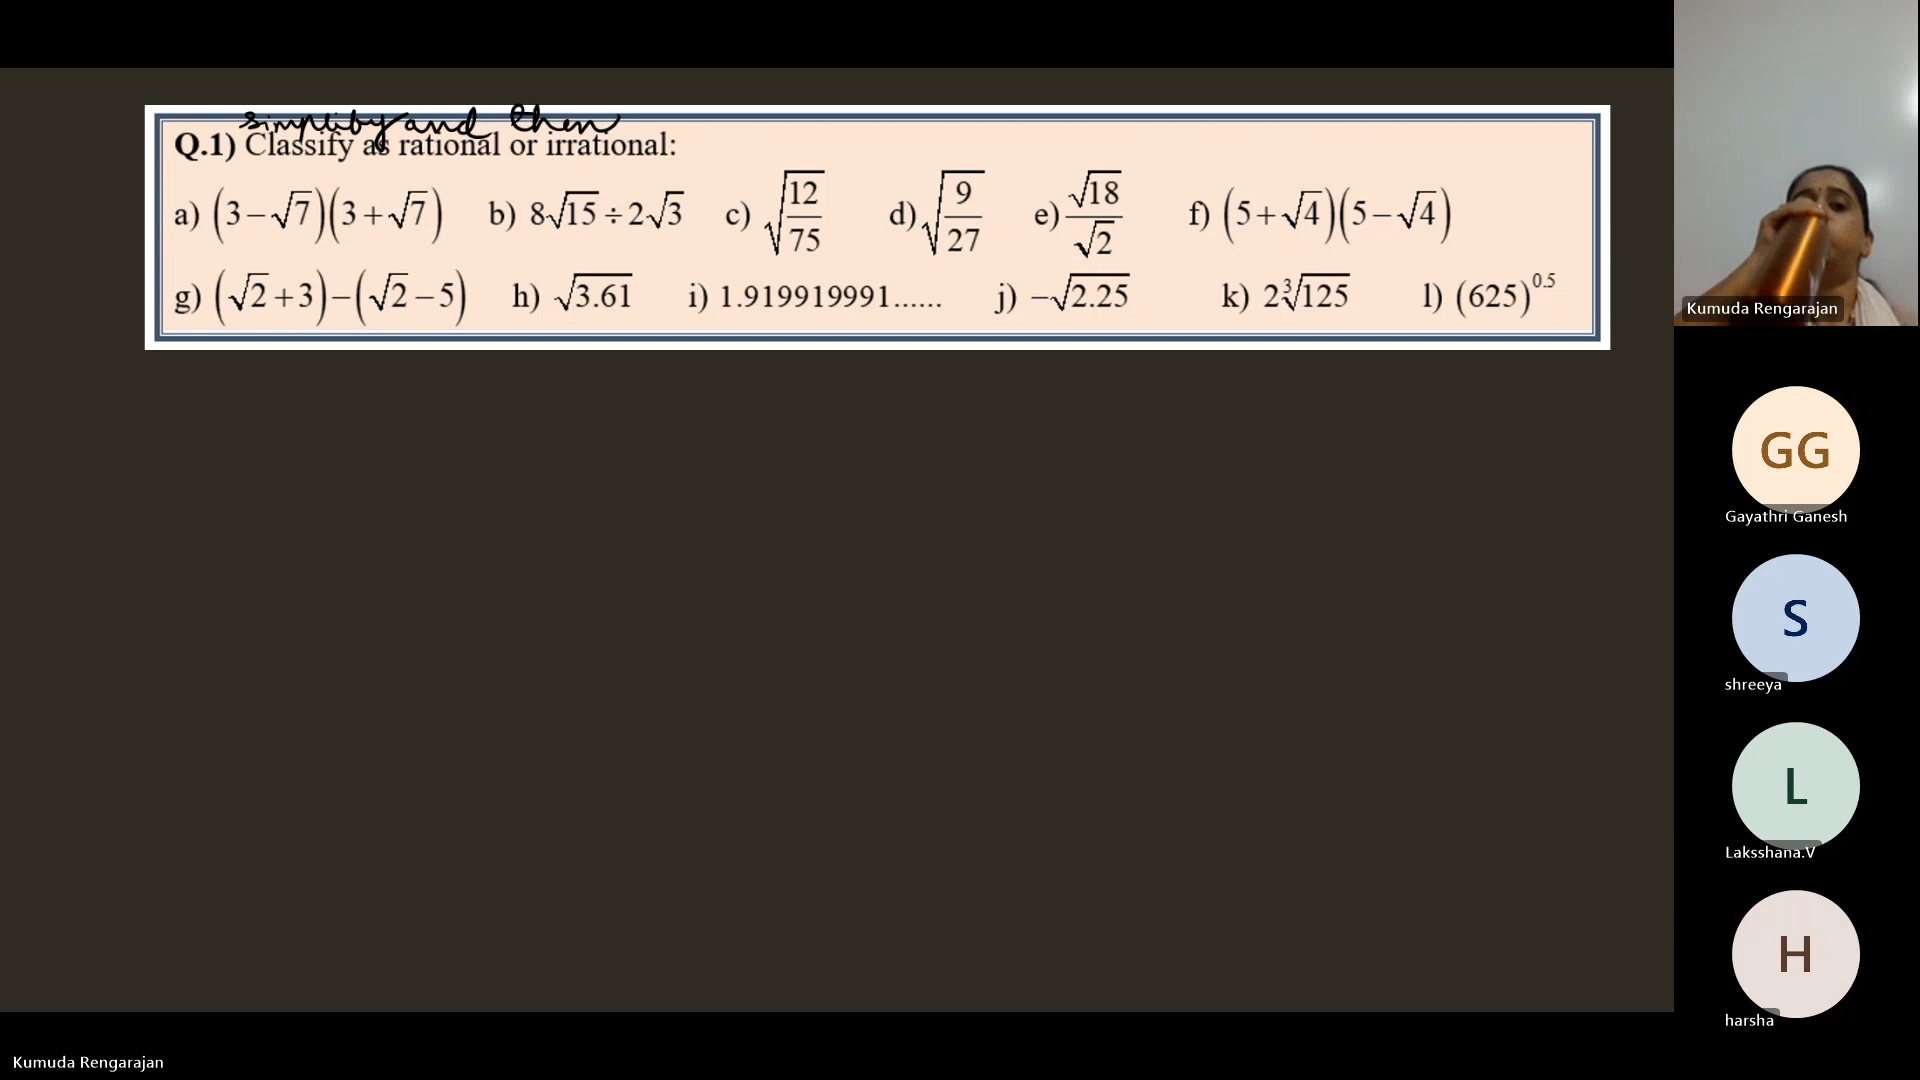 simplify and then
Q.1) Classify as rational or irrational:
a) (3−√7)(3+√7) b) 8√15 ÷ 2√3 c) √(12/75) d) √(9/27) e) √18/√2 f) (5+√4)(5−√4)
g) (√2+3)−(√2−5) h) √3.61 i) 1.919919991...... j) −√2.25 k) 2∛125 l) (625)^0.5
Kumuda Rengarajan
GG
Gayathri Ganesh
S
shreeya
L
Laksshana.V
H
harsha
Kumuda Rengarajan